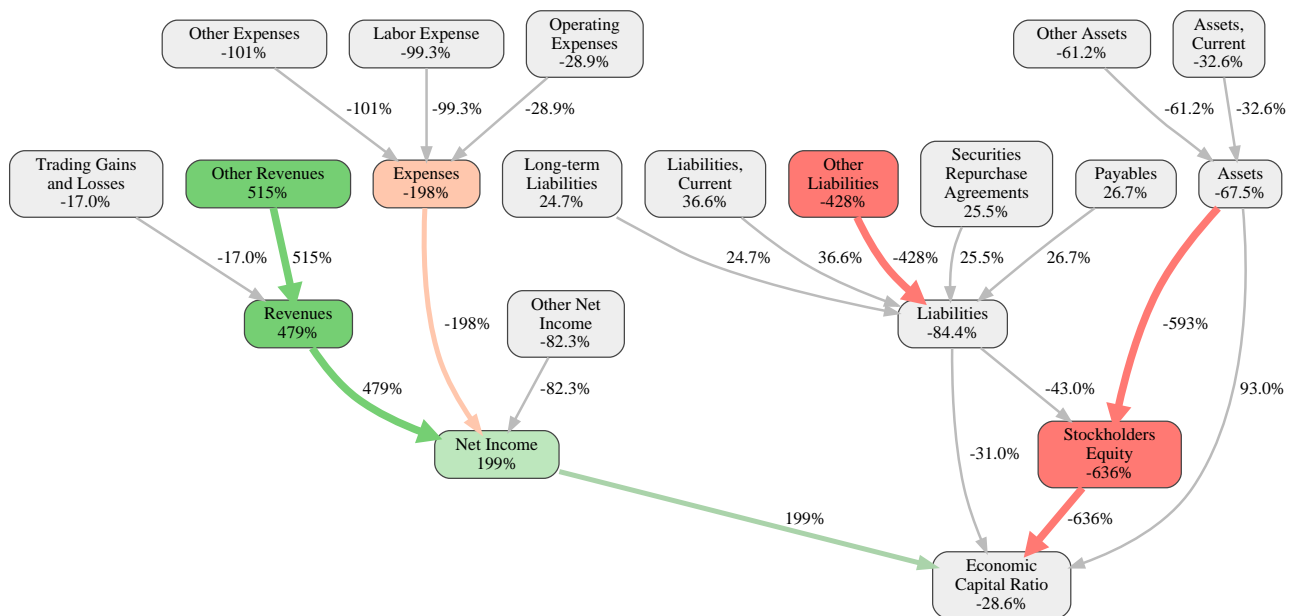 Other Expenses
-101%
Labor Expense
-99.3%
Operating
Expenses
-28.9%
Other Assets
-61.2%
Assets,
Current
-32.6%
-101%
-99.3%
-28.9%
-61.2%
-32.6%
Trading Gains
and Losses
-17.0%
Other Revenues
515%
Expenses
-198%
Long-term
Liabilities
24.7%
Liabilities,
Current
36.6%
Other
Liabilities
-428%
Securities
Repurchase
Agreements
25.5%
Payables
26.7%
Assets
-67.5%
-17.0%
515%
24.7%
36.6%
-428%
25.5%
26.7%
Revenues
479%
-198%
Other Net
Income
-82.3%
Liabilities
-84.4%
-593%
479%
-82.3%
-43.0%
93.0%
Net Income
199%
-31.0%
Stockholders
Equity
-636%
199%
-636%
Economic
Capital Ratio
-28.6%